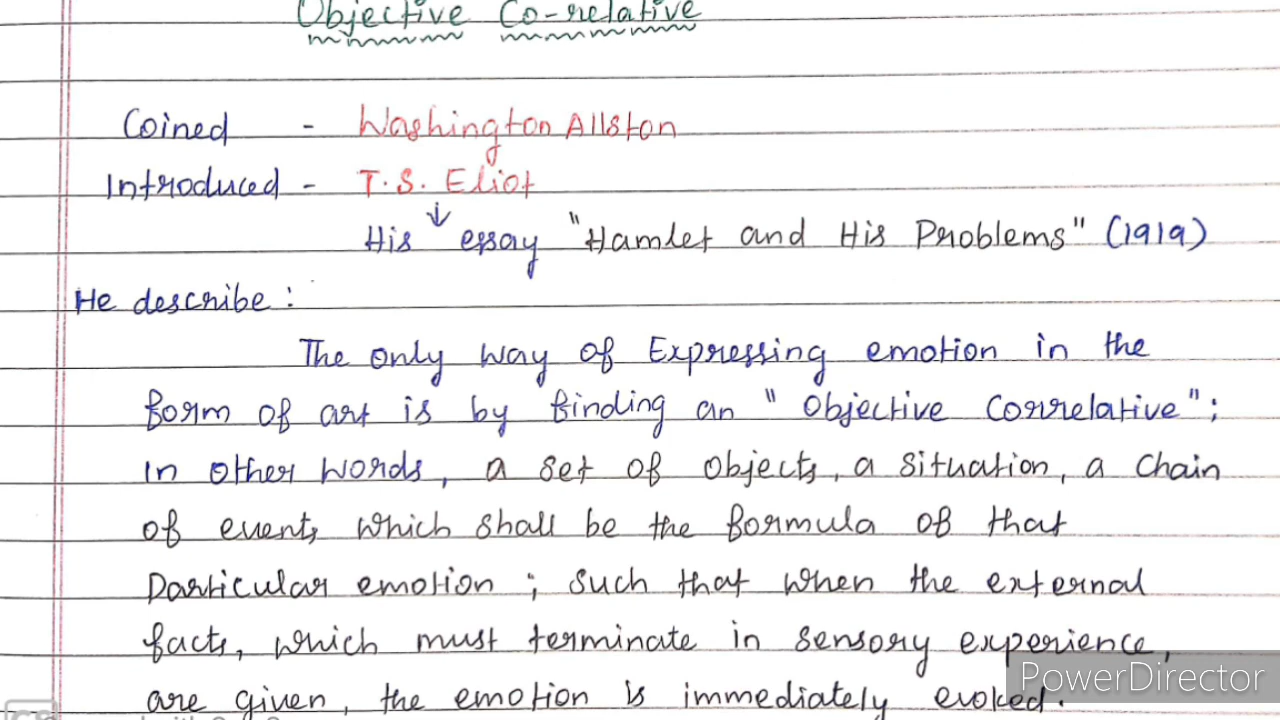 Objective Co-relative
Coined - Washington Allston
Introduced - T.S. Eliot
His essay "Hamlet and His Problems" (1919)
He describe :
The only way of Expressing emotion in the
form of art is by finding an "Objective Correlative";
in other words, a set of objects, a situation, a chain
of events which shall be the formula of that
Particular emotion ; such that when the external
facts, which must terminate in sensory experience,
are given, the emotion is immediately evoked.
PowerDirector